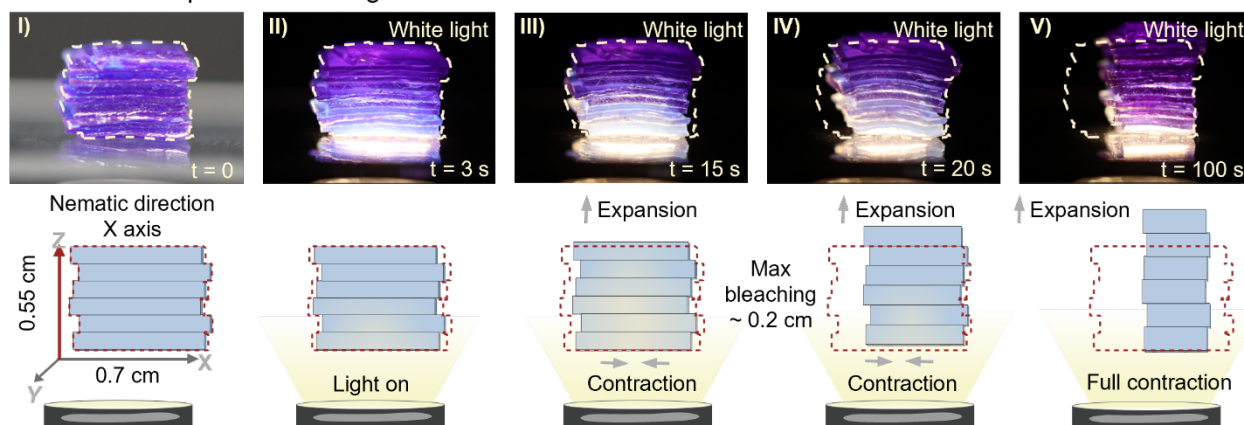 I)
t = 0
II)
White light
t = 3 s
III)
White light
t = 15 s
IV)
White light
t = 20 s
V)
White light
t = 100 s
Nematic direction
X axis
Z
0.55 cm
X
Y
0.7 cm
Light on
Expansion
Contraction
Max
bleaching
~ 0.2 cm
Expansion
Contraction
Expansion
Full contraction